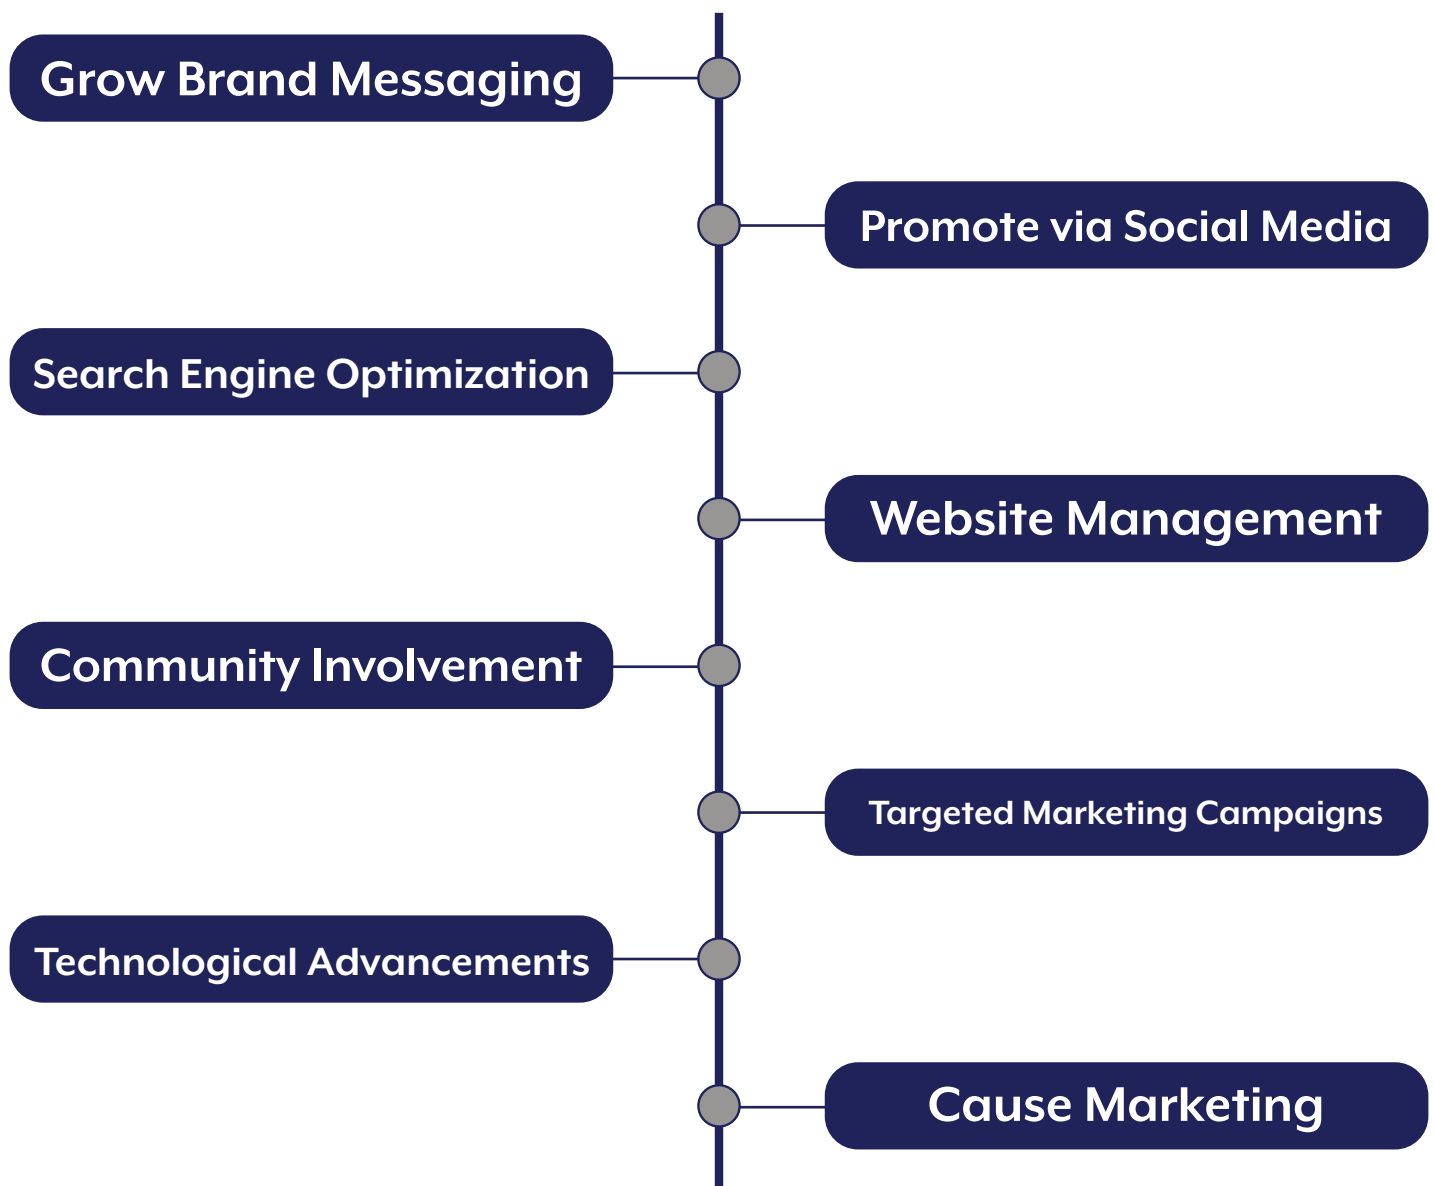 Grow Brand Messaging
Promote via Social Media
Search Engine Optimization
Website Management
Community Involvement
Targeted Marketing Campaigns
Technological Advancements
Cause Marketing